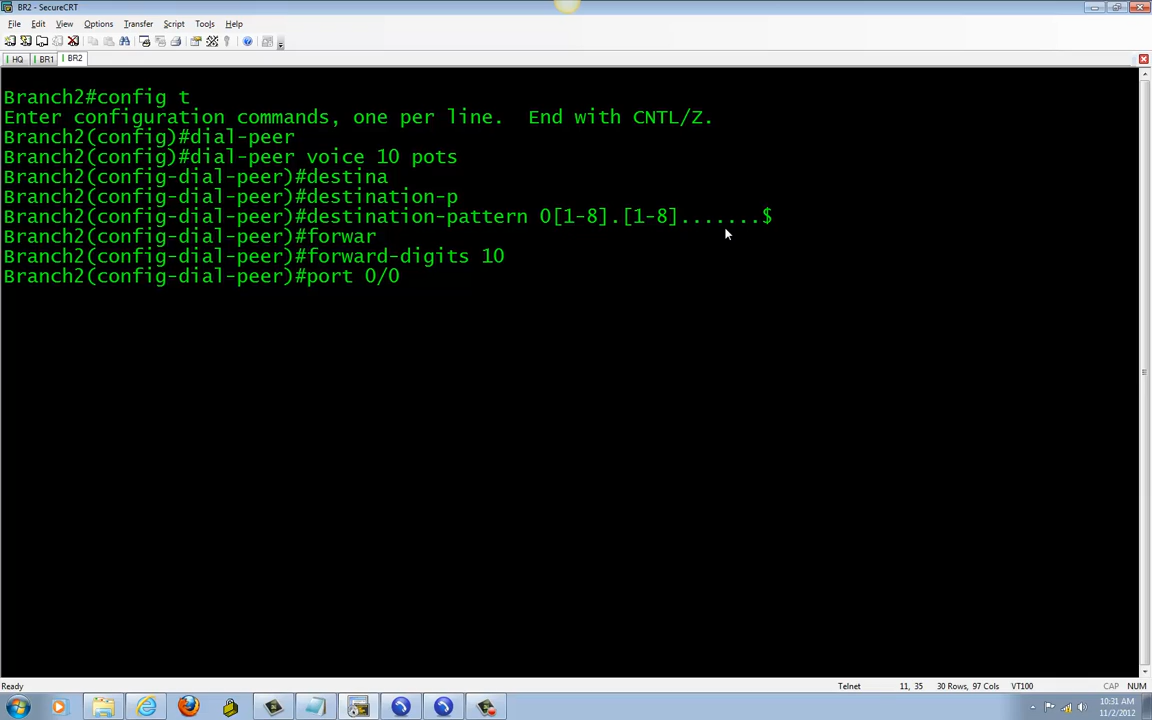 BR2 - SecureCRT
File Edit View Options Transfer Script Tools Help
HQ BR1 BR2
Branch2#config t
Enter configuration commands, one per line.  End with CNTL/Z.
Branch2(config)#dial-peer
Branch2(config)#dial-peer voice 10 pots
Branch2(config-dial-peer)#destina
Branch2(config-dial-peer)#destination-p
Branch2(config-dial-peer)#destination-pattern 0[1-8].[1-8].......$
Branch2(config-dial-peer)#forwar
Branch2(config-dial-peer)#forward-digits 10
Branch2(config-dial-peer)#port 0/0
Ready Telnet 11, 35 30 Rows, 97 Cols VT100 CAP NUM
10:31 AM
11/2/2012